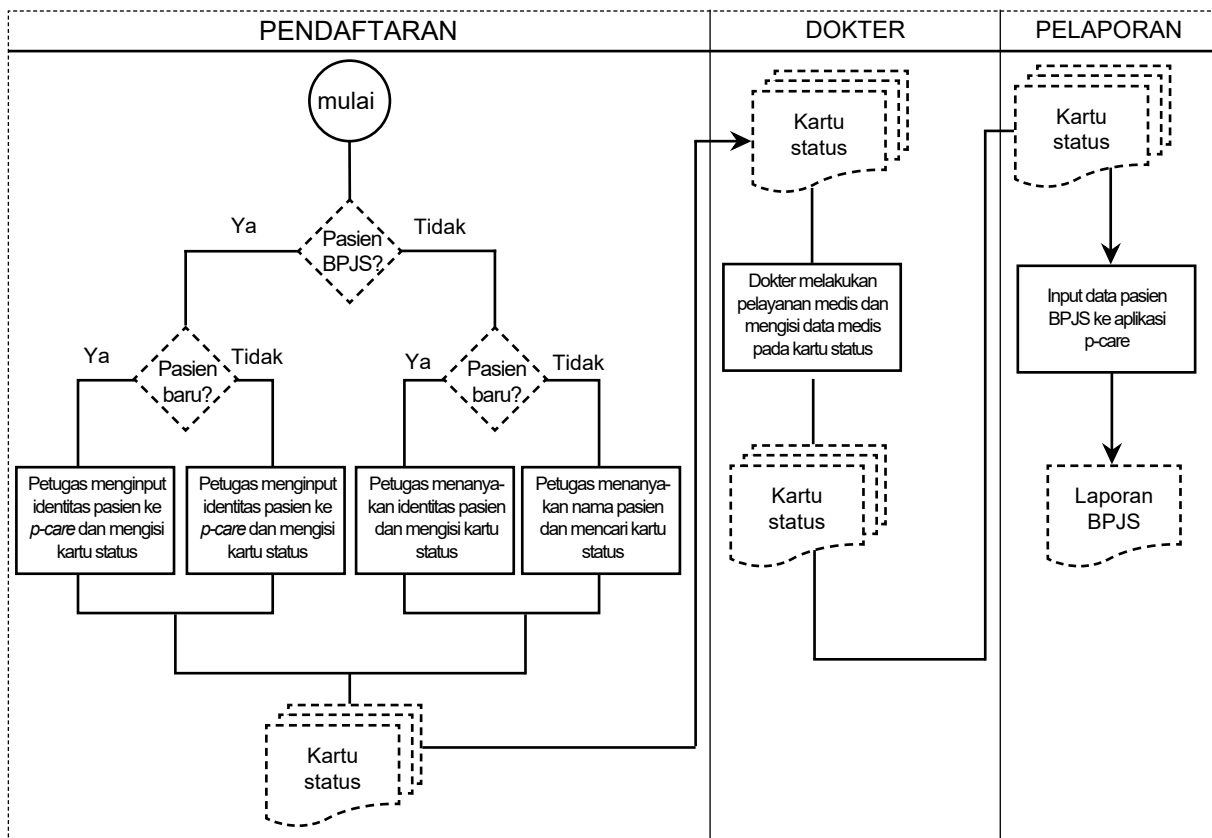 PENDAFTARAN
DOKTER
PELAPORAN
mulai
Ya
Pasien
BPJS?
Tidak
Ya
Pasien
baru?
Tidak
Ya
Pasien
baru?
Tidak
Petugas menginput
identitas pasien ke
p-care dan mengisi
kartu status
Petugas menginput
identitas pasien ke
p-care dan mengisi
kartu status
Petugas menanya-
kan identitas pasien
dan mengisi kartu
status
Petugas menanya-
kan nama pasien
dan mencari kartu
status
Kartu
status
Kartu
status
Dokter melakukan
pelayanan medis dan
mengisi data medis
pada kartu status
Kartu
status
Kartu
status
Input data pasien
BPJS ke aplikasi
p-care
Laporan
BPJS